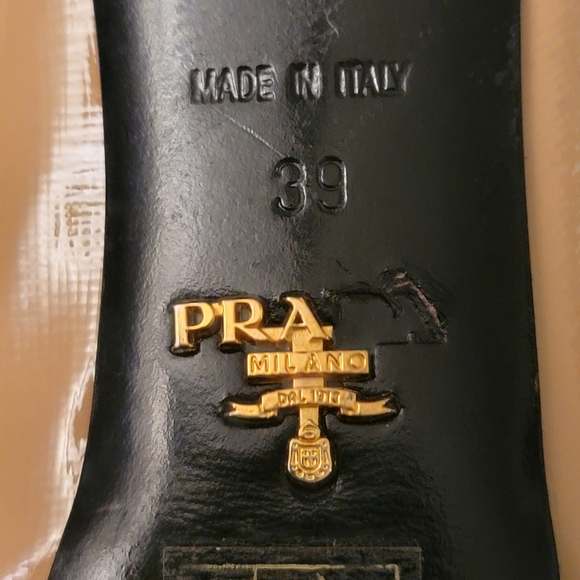 MADE IN ITALY
39
PRA
MILANO
DAL 1913